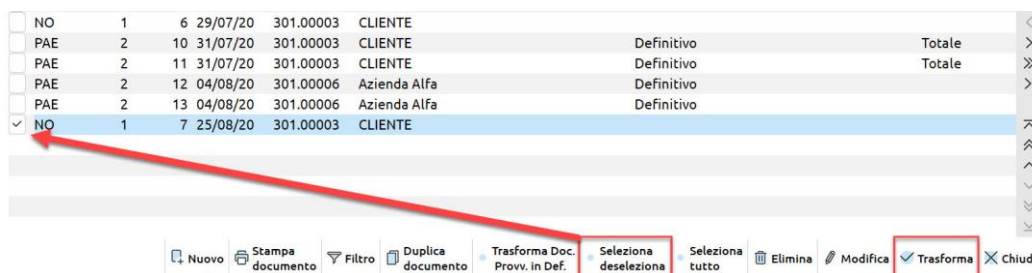 NO 1 6 29/07/20 301.00003 CLIENTE
PAE 2 10 31/07/20 301.00003 CLIENTE Definitivo Totale
PAE 2 11 31/07/20 301.00003 CLIENTE Definitivo Totale
PAE 2 12 04/08/20 301.00006 Azienda Alfa Definitivo
PAE 2 13 04/08/20 301.00006 Azienda Alfa Definitivo
NO 1 7 25/08/20 301.00003 CLIENTE
Nuovo
Stampa
documento
Filtro
Duplica
documento
Trasforma Doc.
Provv. in Def.
Seleziona
deseleziona
Seleziona
tutto
Elimina
Modifica
Trasforma